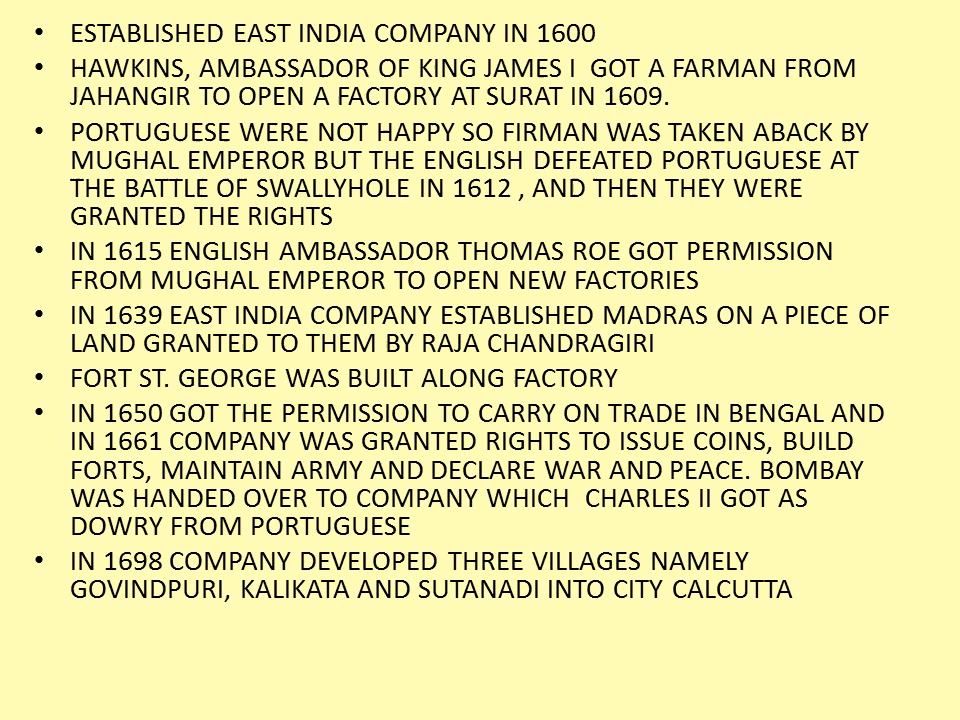 • ESTABLISHED EAST INDIA COMPANY IN 1600
• HAWKINS, AMBASSADOR OF KING JAMES I  GOT A FARMAN FROM
JAHANGIR TO OPEN A FACTORY AT SURAT IN 1609.
• PORTUGUESE WERE NOT HAPPY SO FIRMAN WAS TAKEN ABACK BY
MUGHAL EMPEROR BUT THE ENGLISH DEFEATED PORTUGUESE AT
THE BATTLE OF SWALLYHOLE IN 1612 , AND THEN THEY WERE
GRANTED THE RIGHTS
• IN 1615 ENGLISH AMBASSADOR THOMAS ROE GOT PERMISSION
FROM MUGHAL EMPEROR TO OPEN NEW FACTORIES
• IN 1639 EAST INDIA COMPANY ESTABLISHED MADRAS ON A PIECE OF
LAND GRANTED TO THEM BY RAJA CHANDRAGIRI
• FORT ST. GEORGE WAS BUILT ALONG FACTORY
• IN 1650 GOT THE PERMISSION TO CARRY ON TRADE IN BENGAL AND
IN 1661 COMPANY WAS GRANTED RIGHTS TO ISSUE COINS, BUILD
FORTS, MAINTAIN ARMY AND DECLARE WAR AND PEACE. BOMBAY
WAS HANDED OVER TO COMPANY WHICH  CHARLES II GOT AS
DOWRY FROM PORTUGUESE
• IN 1698 COMPANY DEVELOPED THREE VILLAGES NAMELY
GOVINDPURI, KALIKATA AND SUTANADI INTO CITY CALCUTTA